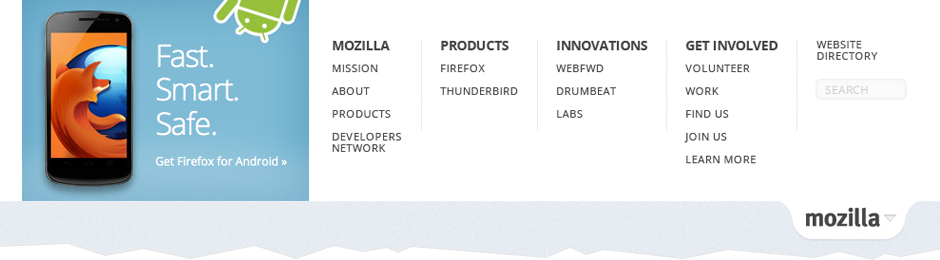 Fast.
Smart.
Safe.
Get Firefox for Android »
MOZILLA
MISSION
ABOUT
PRODUCTS
DEVELOPERS
NETWORK
PRODUCTS
FIREFOX
THUNDERBIRD
INNOVATIONS
WEBFWD
DRUMBEAT
LABS
GET INVOLVED
VOLUNTEER
WORK
FIND US
JOIN US
LEARN MORE
WEBSITE
DIRECTORY
SEARCH
mozilla